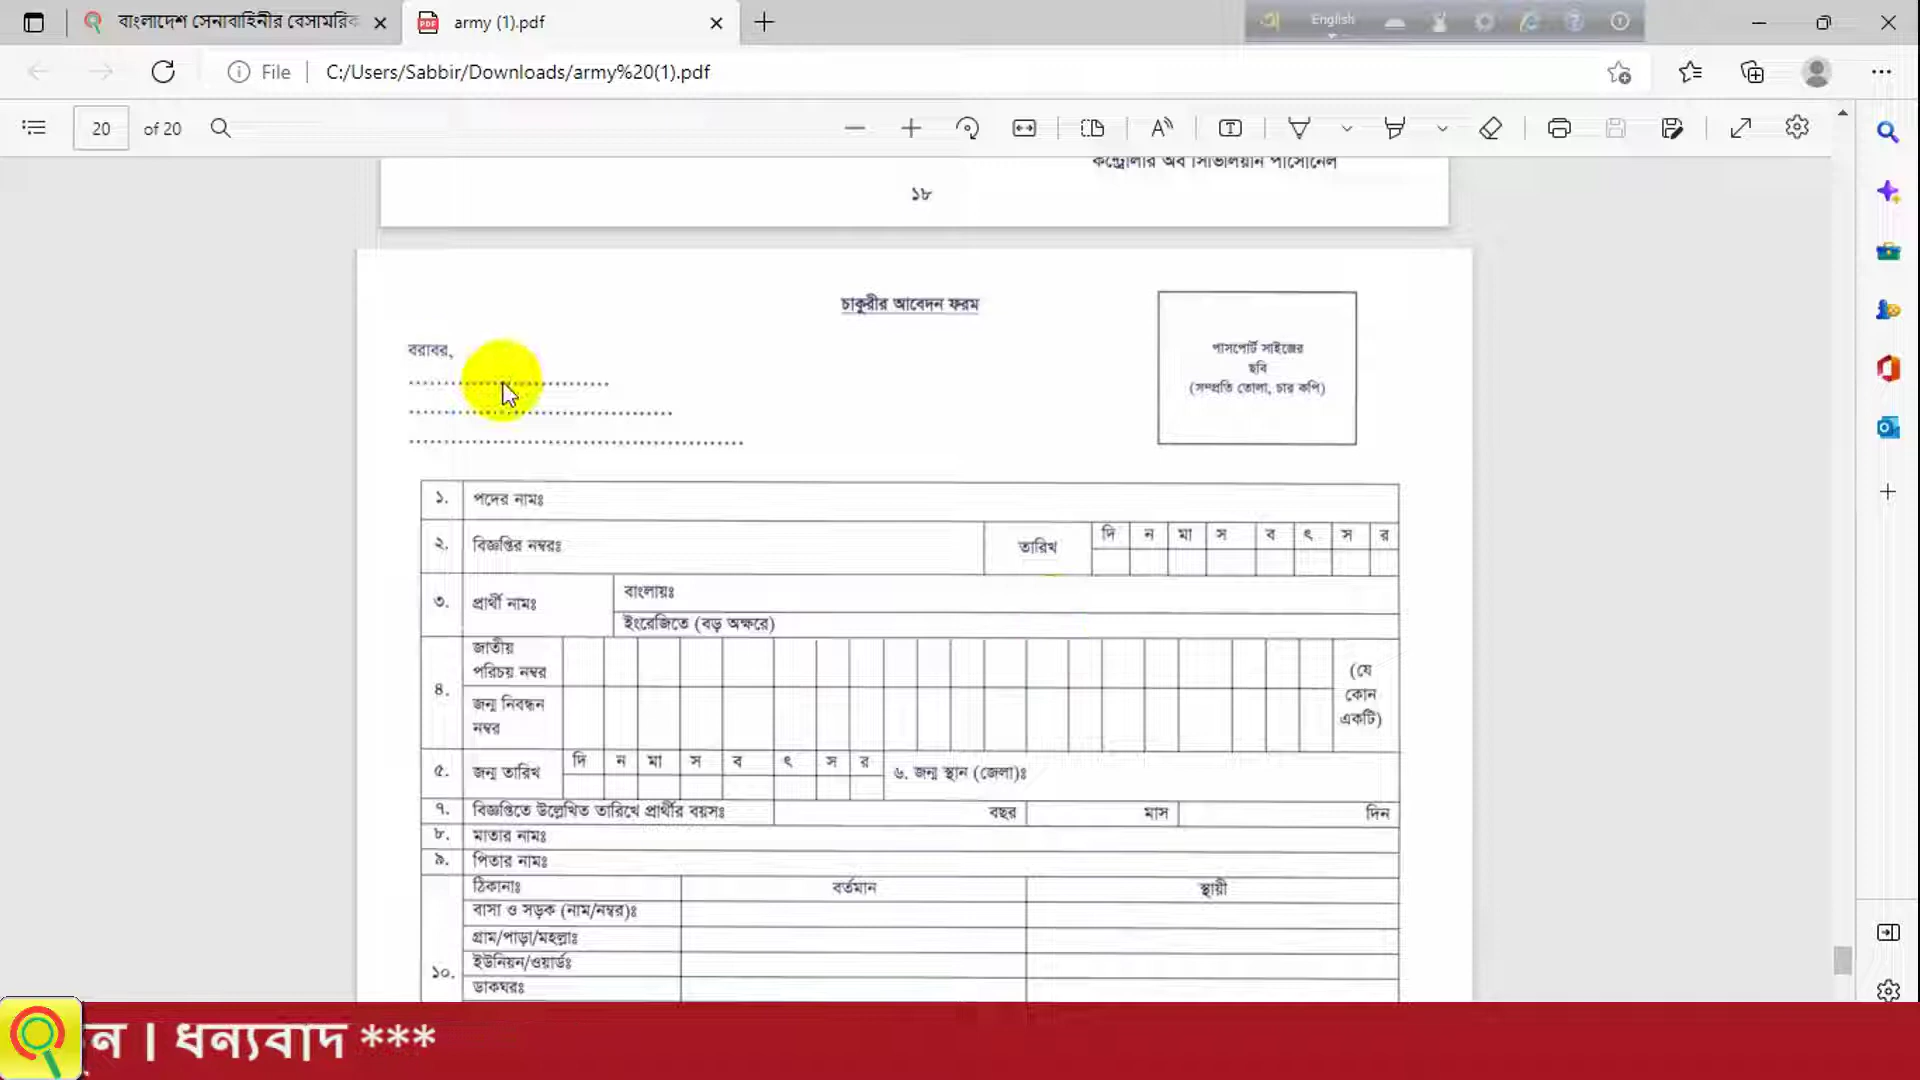 বাংলাদেশ সেনাবাহিনীর বেসামরিক
army (1).pdf
English
File
C:/Users/Sabbir/Downloads/army%20(1).pdf
20 of 20
কন্ট্রোলার অব সিভিলিয়ান পার্সোনেল
১৮
চাকুরীর আবেদন ফরম
বরাবর,
পাসপোর্ট সাইজের
ছবি
(সম্প্রতি তোলা, চার কপি)
১. পদের নামঃ
২. বিজ্ঞপ্তির নম্বরঃ তারিখ দি ন মা স ব ৎ স র
৩. প্রার্থী নামঃ বাংলায়ঃ
ইংরেজিতে (বড় অক্ষরে)
৪. জাতীয়
পরিচয় নম্বর
জন্ম নিবন্ধন
নম্বর
(যে
কোন
একটি)
৫. জন্ম তারিখ দি ন মা স ব ৎ স র ৬. জন্ম স্থান (জেলা)ঃ
৭. বিজ্ঞপ্তিতে উল্লেখিত তারিখে প্রার্থীর বয়সঃ বছর মাস দিন
৮. মাতার নামঃ
৯. পিতার নামঃ
১০. ঠিকানাঃ বর্তমান স্থায়ী
বাসা ও সড়ক (নাম/নম্বর)ঃ
গ্রাম/পাড়া/মহল্লাঃ
ইউনিয়ন/ওয়ার্ডঃ
ডাকঘরঃ
ন । ধন্যবাদ ***